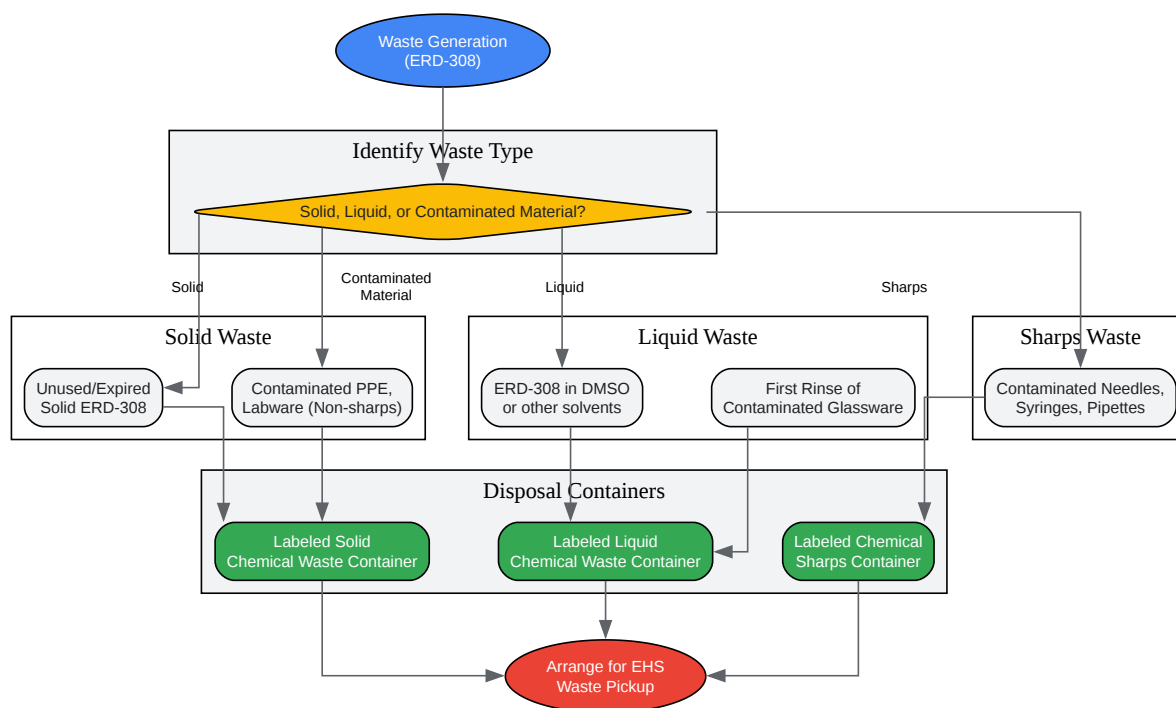 Waste Generation
(ERD-308)
Identify Waste Type
Solid, Liquid, or Contaminated Material?
Solid
Contaminated
Material
Liquid
Sharps
Solid Waste
Liquid Waste
Sharps Waste
Unused/Expired
Solid ERD-308
Contaminated PPE,
Labware (Non-sharps)
ERD-308 in DMSO
or other solvents
First Rinse of
Contaminated Glassware
Contaminated Needles,
Syringes, Pipettes
Disposal Containers
Labeled Solid
Chemical Waste Container
Labeled Liquid
Chemical Waste Container
Labeled Chemical
Sharps Container
Arrange for EHS
Waste Pickup